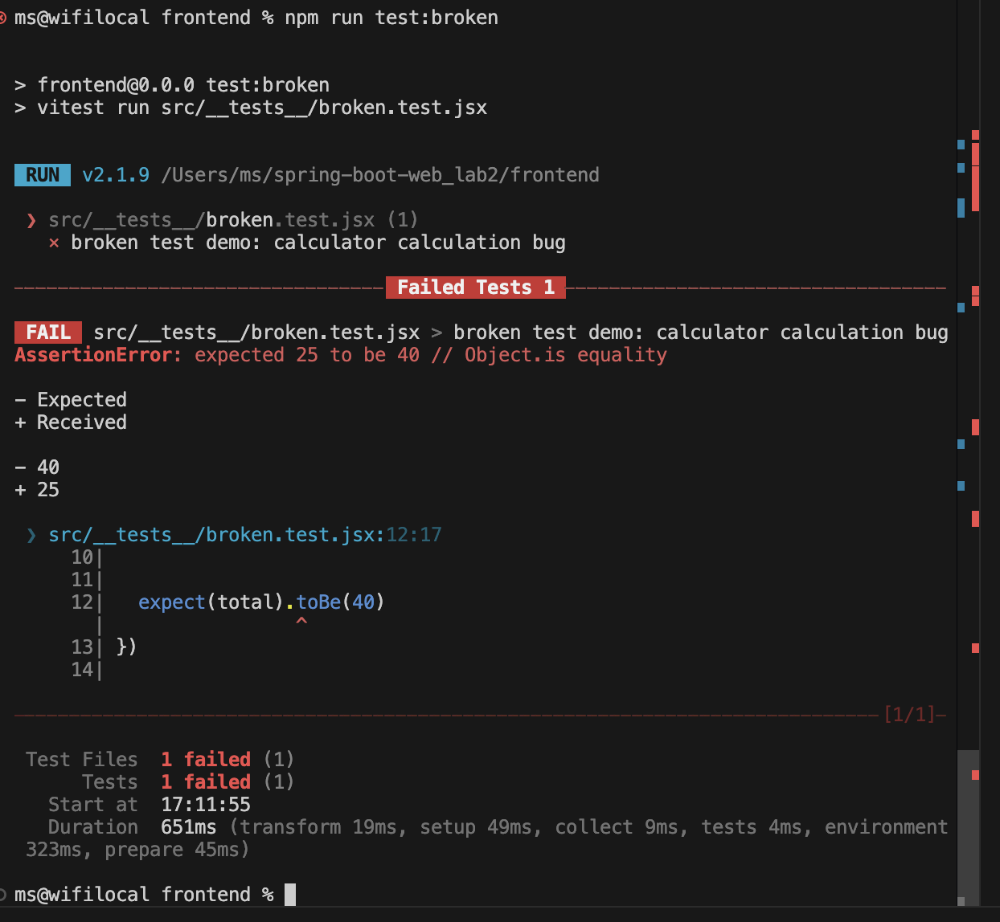 ms@wifilocal frontend % npm run test:broken
> frontend@0.0.0 test:broken
> vitest run src/__tests__/broken.test.jsx
RUN v2.1.9 /Users/ms/spring-boot-web_lab2/frontend
❯ src/__tests__/broken.test.jsx (1)
× broken test demo: calculator calculation bug
Failed Tests 1
FAIL src/__tests__/broken.test.jsx > broken test demo: calculator calculation bug
AssertionError: expected 25 to be 40 // Object.is equality
- Expected
+ Received
- 40
+ 25
❯ src/__tests__/broken.test.jsx:12:17
10|
11|
12|   expect(total).toBe(40)
|                 ^
13| })
14|
[1/1]
Test Files 1 failed (1)
Tests 1 failed (1)
Start at 17:11:55
Duration 651ms (transform 19ms, setup 49ms, collect 9ms, tests 4ms, environment
323ms, prepare 45ms)
ms@wifilocal frontend %